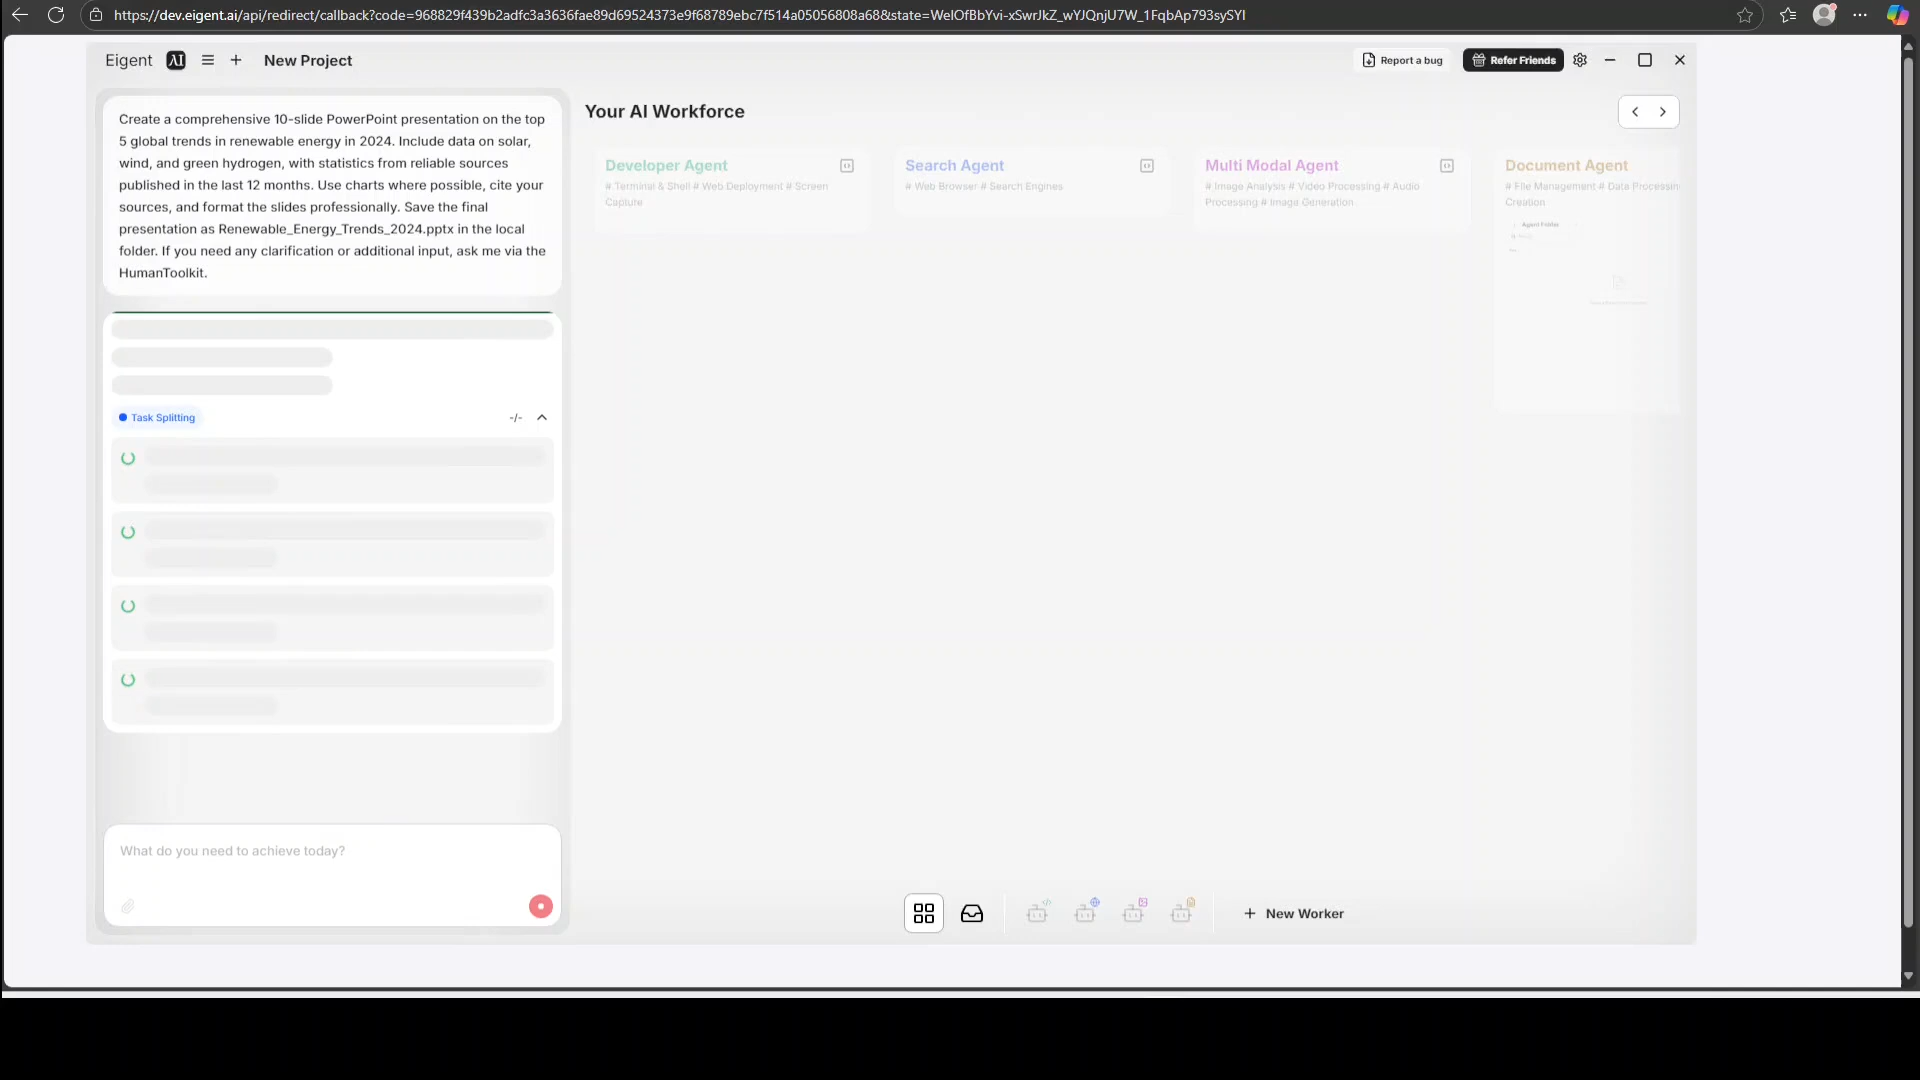 https://dev.eigent.ai/api/redirect/callback?code=968829f439b2adfc3a3636fae89d69524373e9f68789ebc7f514a05056808a68&state=WelOfBbYvi-xSwrJkZ_wYJQnjU7W_1FqbAp793sySYI
Eigent AI New Project Report a bug Refer Friends
Create a comprehensive 10-slide PowerPoint presentation on the top
5 global trends in renewable energy in 2024. Include data on solar,
wind, and green hydrogen, with statistics from reliable sources
published in the last 12 months. Use charts where possible, cite your
sources, and format the slides professionally. Save the final
presentation as Renewable_Energy_Trends_2024.pptx in the local
folder. If you need any clarification or additional input, ask me via the
HumanToolkit.
Task Splitting -/-
What do you need to achieve today?
Your AI Workforce
Developer Agent
# Terminal & Shell # Web Deployment # Screen
Capture
Search Agent
# Web Browser # Search Engines
Multi Modal Agent
# Image Analysis # Video Processing # Audio
Processing # Image Generation
Document Agent
# File Management # Data Processin
Creation
Agent Folder
+ New Worker